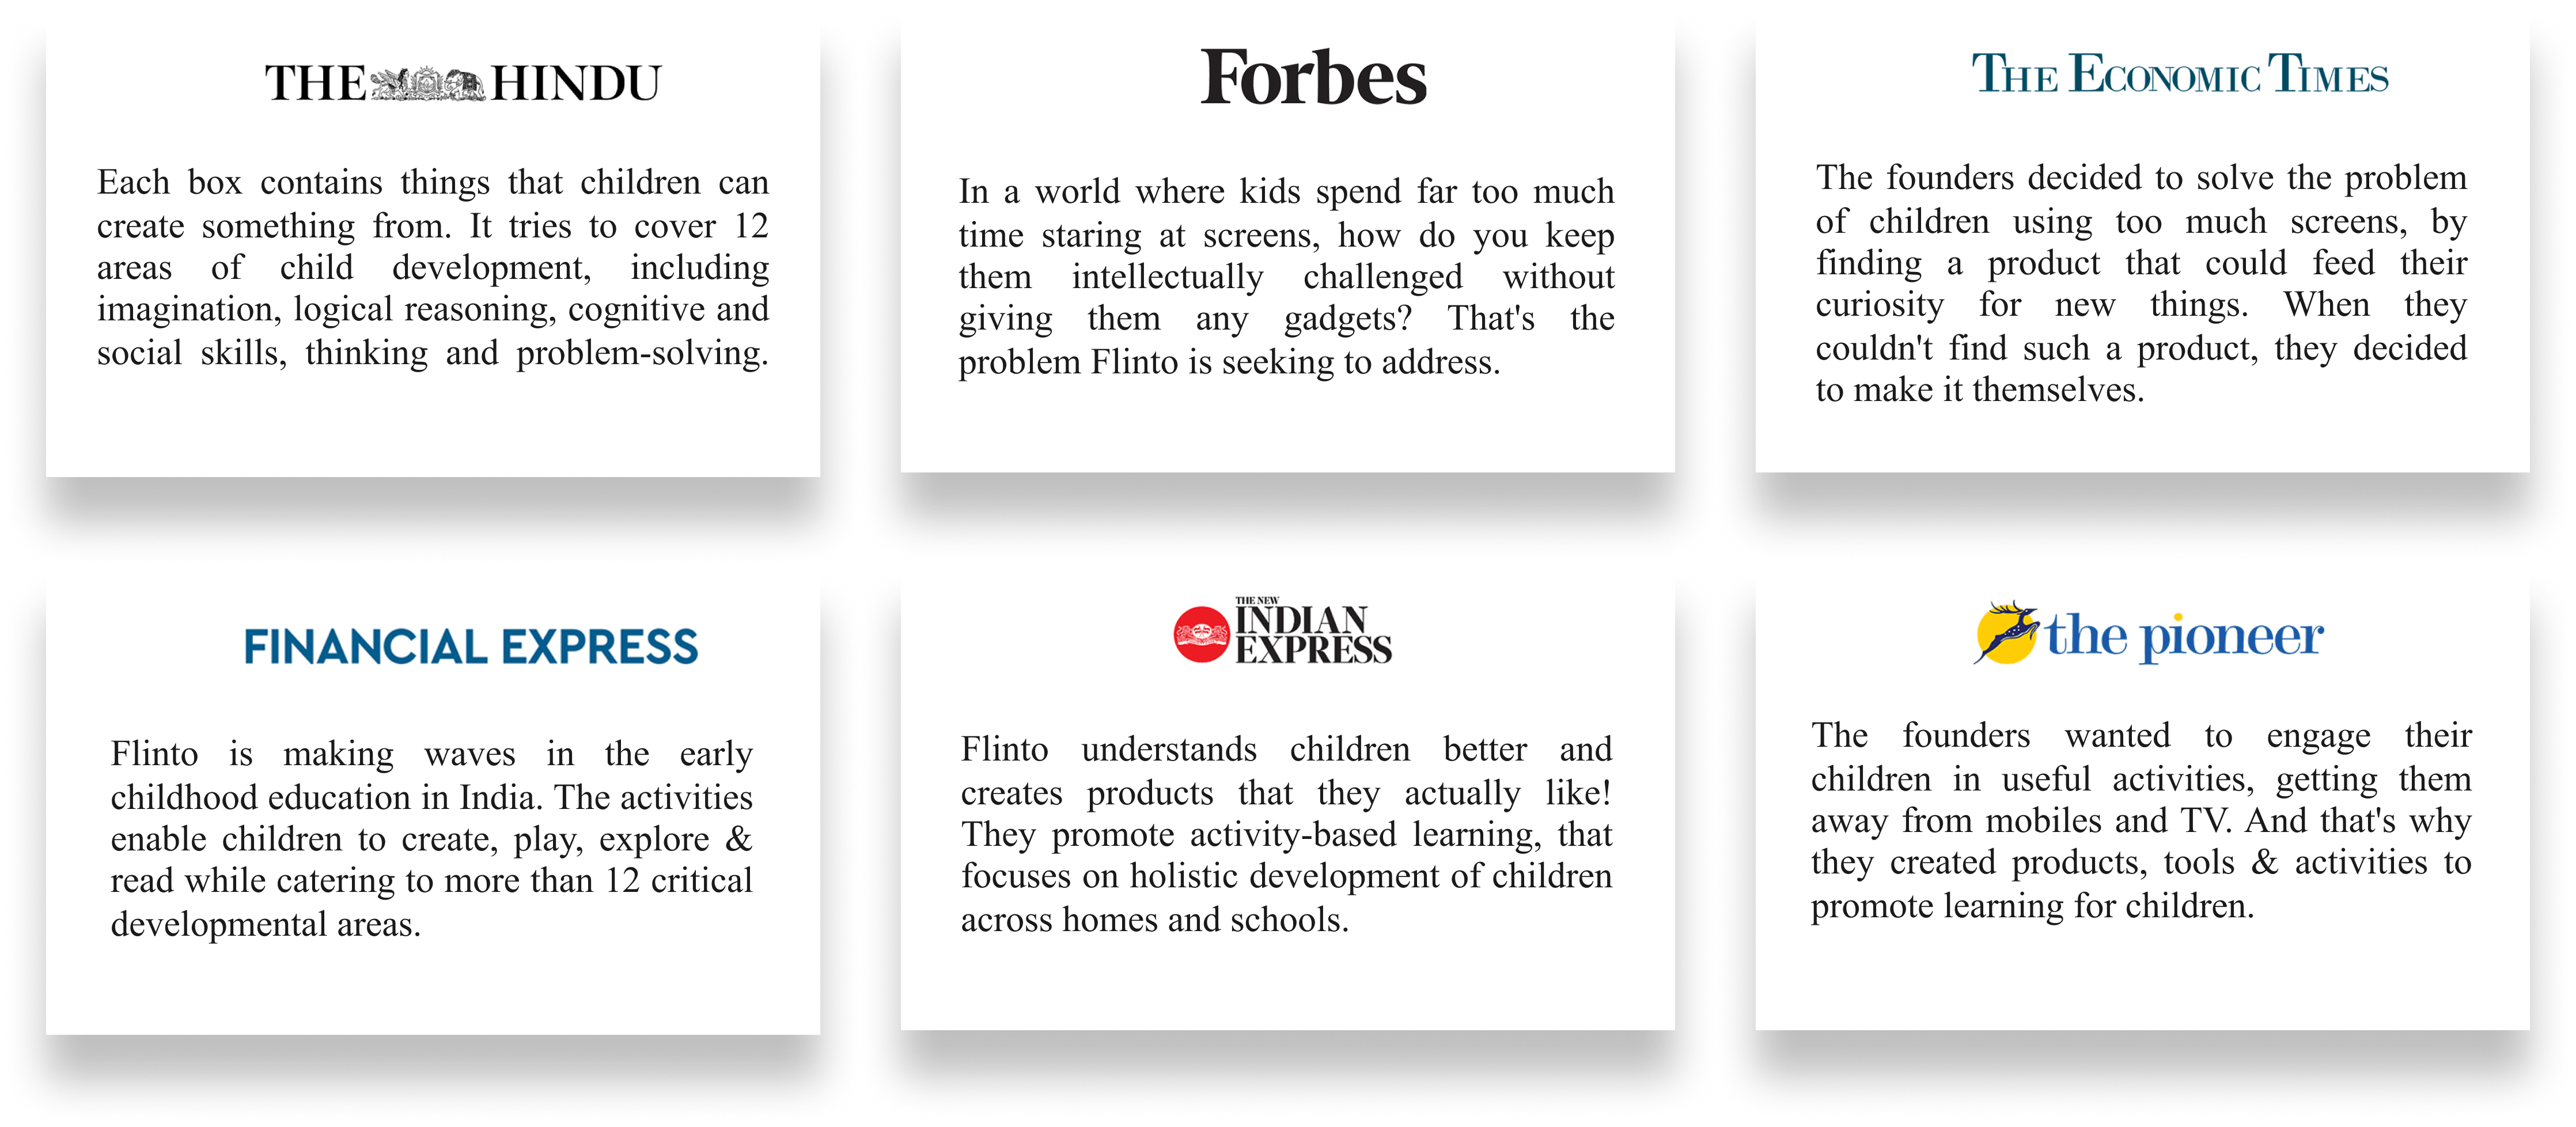 THE HINDU
Each box contains things that children can
create something from. It tries to cover 12
areas of child development, including
imagination, logical reasoning, cognitive and
social skills, thinking and problem-solving.
Forbes
In a world where kids spend far too much
time staring at screens, how do you keep
them intellectually challenged without
giving them any gadgets? That's the
problem Flinto is seeking to address.
THE ECONOMIC TIMES
The founders decided to solve the problem
of children using too much screens, by
finding a product that could feed their
curiosity for new things. When they
couldn't find such a product, they decided
to make it themselves.
FINANCIAL EXPRESS
Flinto is making waves in the early
childhood education in India. The activities
enable children to create, play, explore &
read while catering to more than 12 critical
developmental areas.
THE NEW
INDIAN
EXPRESS
Flinto understands children better and
creates products that they actually like!
They promote activity-based learning, that
focuses on holistic development of children
across homes and schools.
the pioneer
The founders wanted to engage their
children in useful activities, getting them
away from mobiles and TV. And that's why
they created products, tools & activities to
promote learning for children.